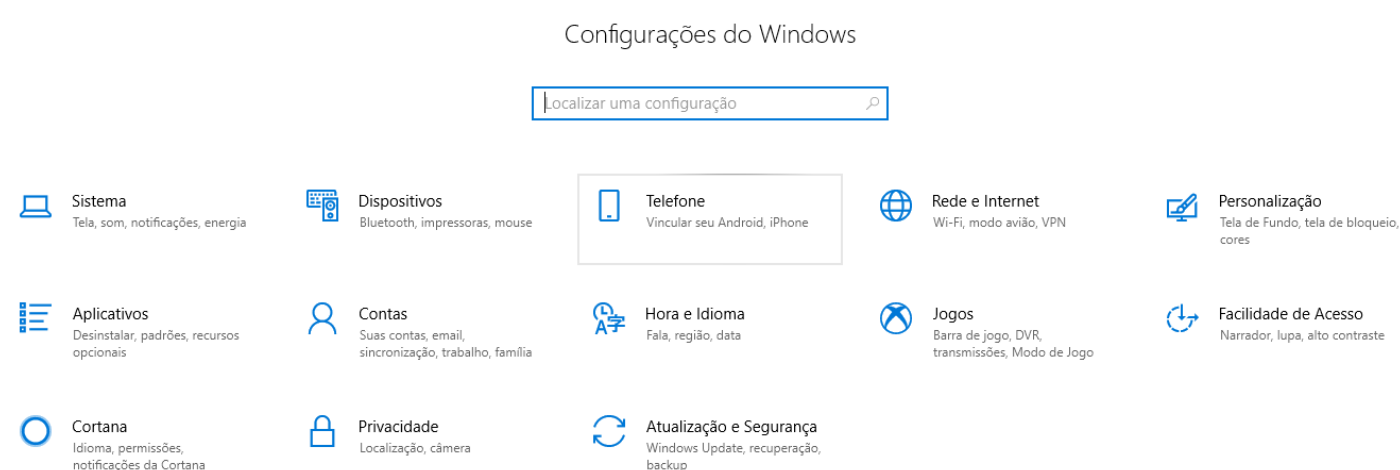 Configurações do Windows
Localizar uma configuração
Sistema
Tela, som, notificações, energia
Dispositivos
Bluetooth, impressoras, mouse
Telefone
Vincular seu Android, iPhone
Rede e Internet
Wi-Fi, modo avião, VPN
Personalização
Tela de Fundo, tela de bloqueio,
cores
Aplicativos
Desinstalar, padrões, recursos
opcionais
Contas
Suas contas, email,
sincronização, trabalho, família
Hora e Idioma
Fala, região, data
Jogos
Barra de jogo, DVR,
transmissões, Modo de Jogo
Facilidade de Acesso
Narrador, lupa, alto contraste
Cortana
Idioma, permissões,
notificações da Cortana
Privacidade
Localização, câmera
Atualização e Segurança
Windows Update, recuperação,
backup